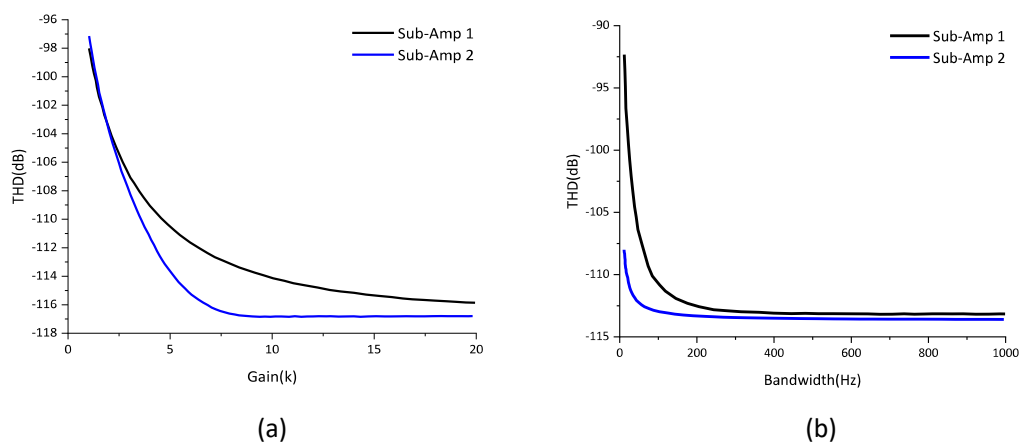 -96
-98
-100
-102
-104
-106
-108
-110
-112
-114
-116
-118
THD(dB)
0 5 10 15 20
Gain(k)
Sub-Amp 1
Sub-Amp 2
(a)
-90
-95
-100
-105
-110
-115
THD(dB)
0 200 400 600 800 1000
Bandwidth(Hz)
Sub-Amp 1
Sub-Amp 2
(b)